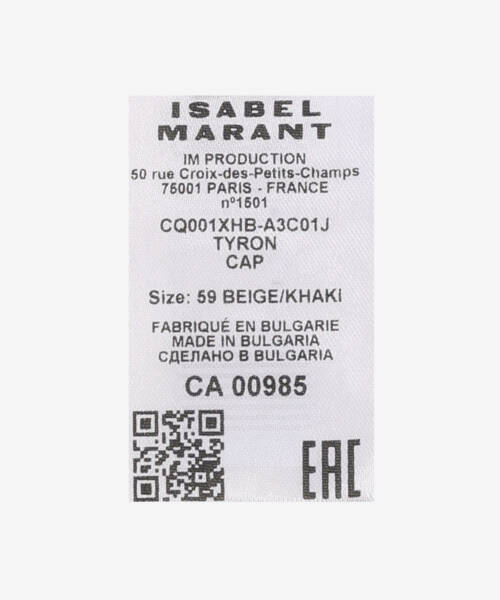 ISABEL
MARANT
IM PRODUCTION
50 rue Croix-des-Petits-Champs
75001 PARIS - FRANCE
nº1501
CQ001XHB-A3C01J
TYRON
CAP
Size: 59 BEIGE/KHAKi
FABRIQUÉ EN BULGARIE
MADE IN BULGARIA
СДЕЛАНО В BULGARIA
CA 00985
EAC